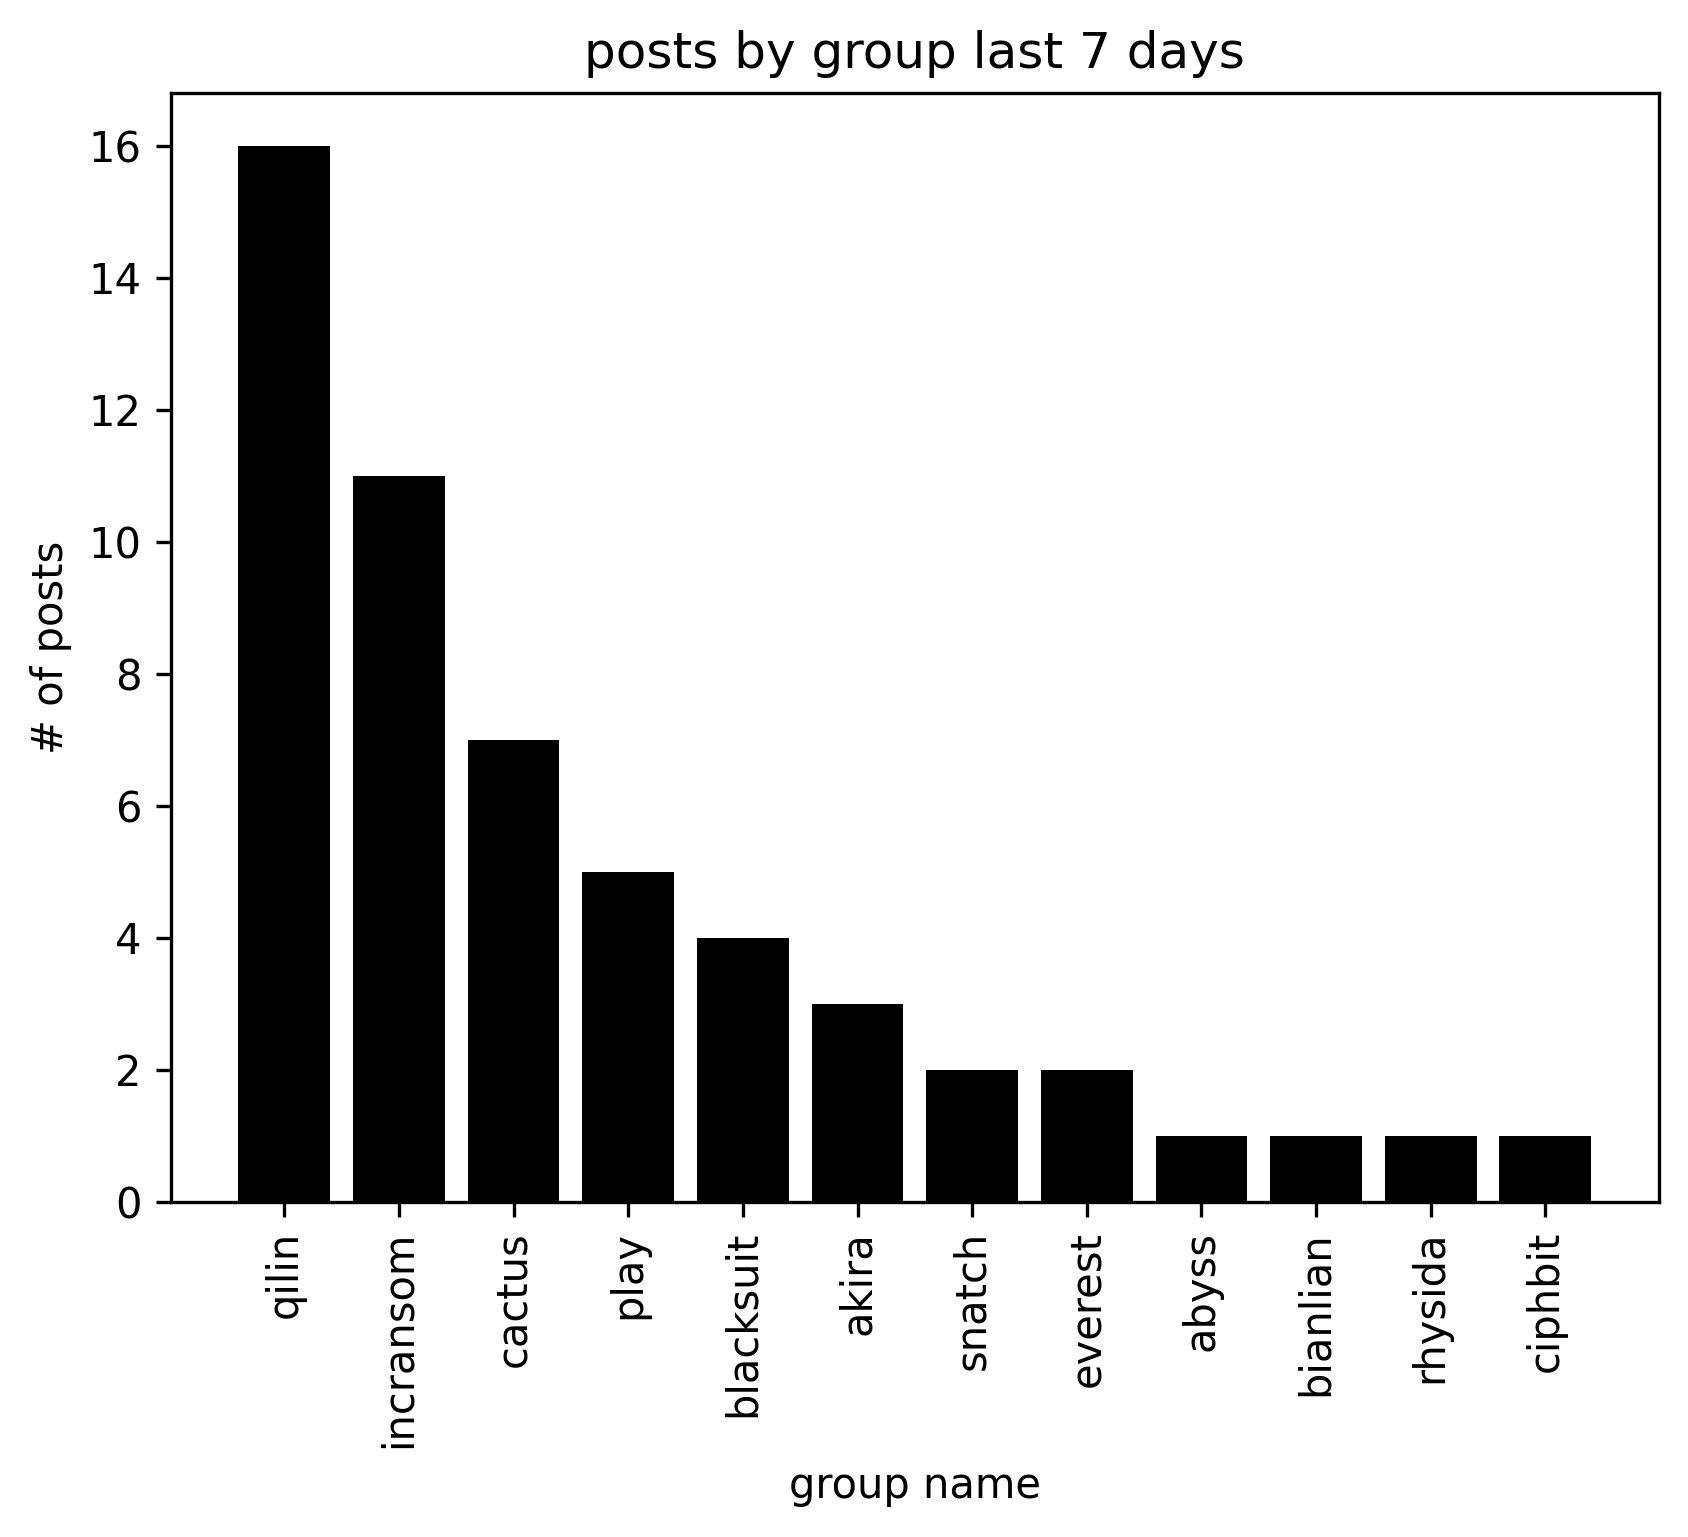 posts by group last 7 days
# of posts
16
14
12
10
8
6
4
2
0
qilin
incransom
cactus
play
blacksuit
akira
snatch
everest
abyss
bianlian
rhysida
ciphbit
group name